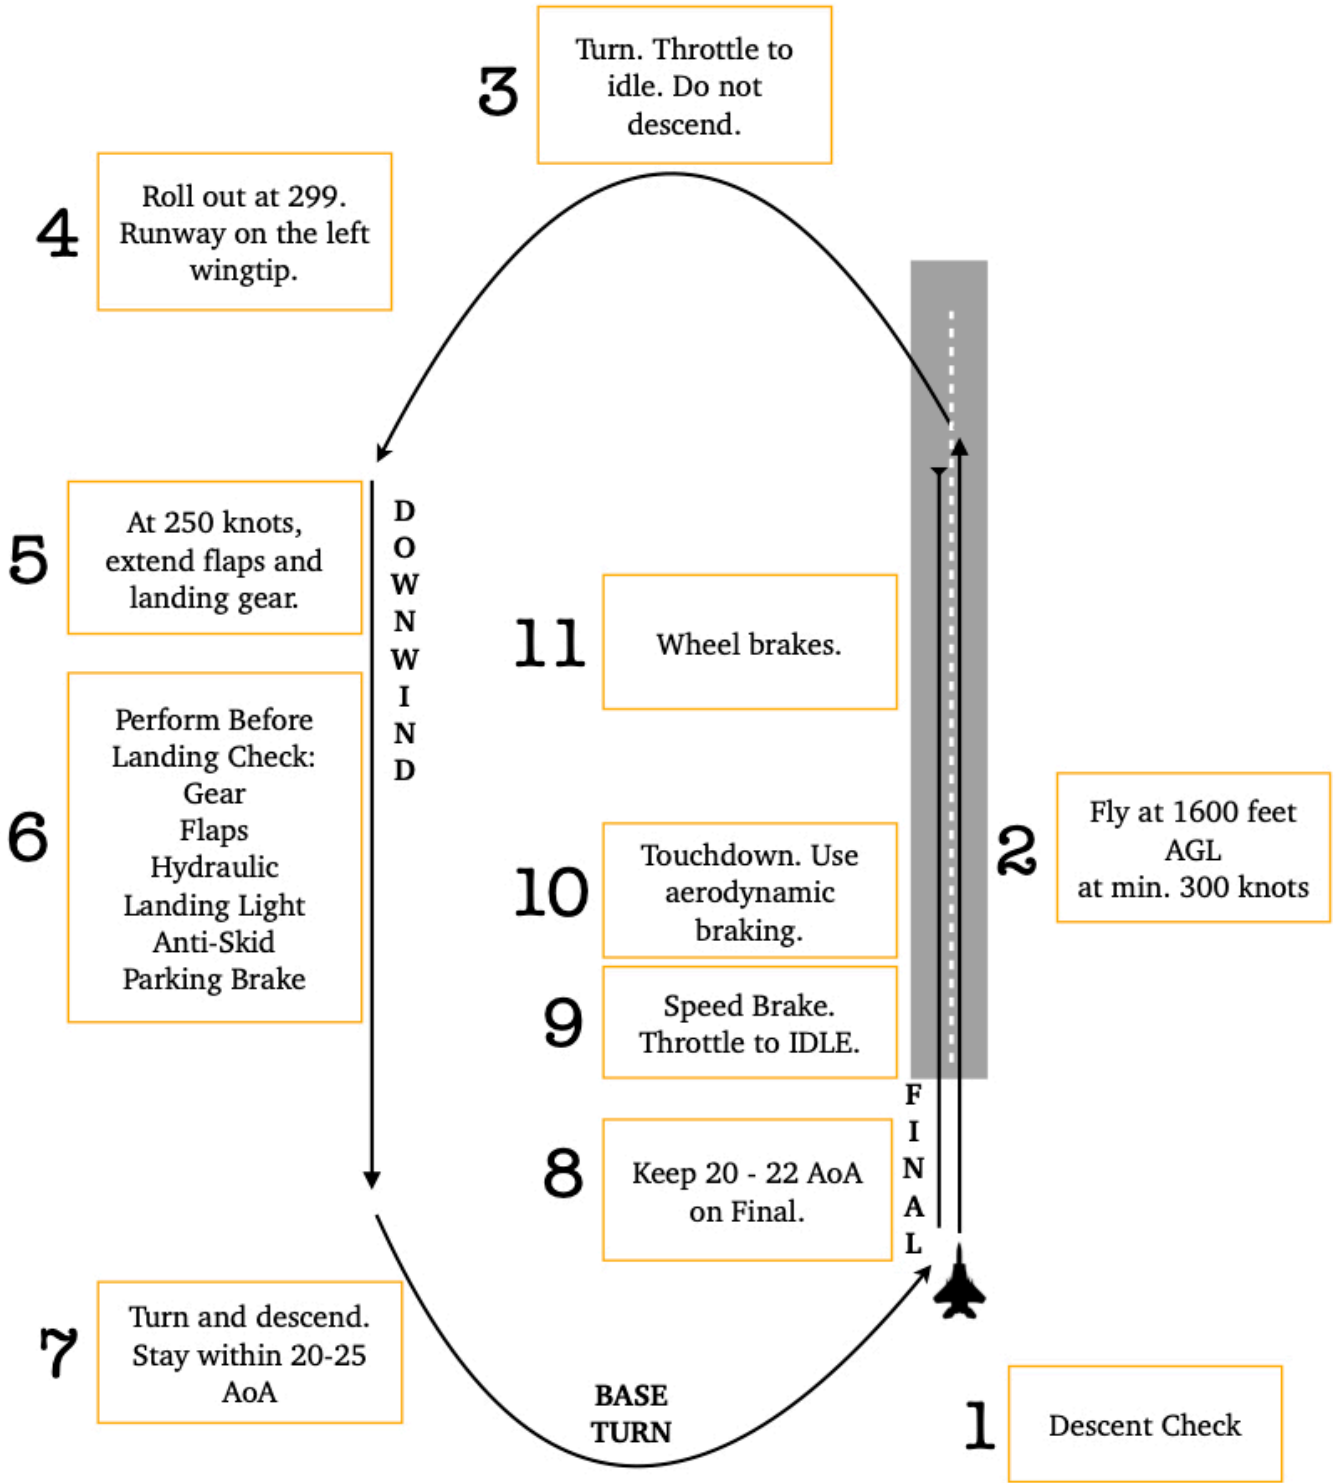 3
Turn. Throttle to
idle. Do not
descend.
4
Roll out at 299.
Runway on the left
wingtip.
5
At 250 knots,
extend flaps and
landing gear.
DOWNWIND
6
Perform Before
Landing Check:
Gear
Flaps
Hydraulic
Landing Light
Anti-Skid
Parking Brake
11
Wheel brakes.
2
Fly at 1600 feet
AGL
at min. 300 knots
10
Touchdown. Use
aerodynamic
braking.
9
Speed Brake.
Throttle to IDLE.
FINAL
8
Keep 20 - 22 AoA
on Final.
7
Turn and descend.
Stay within 20-25
AoA
BASE
TURN
1
Descent Check